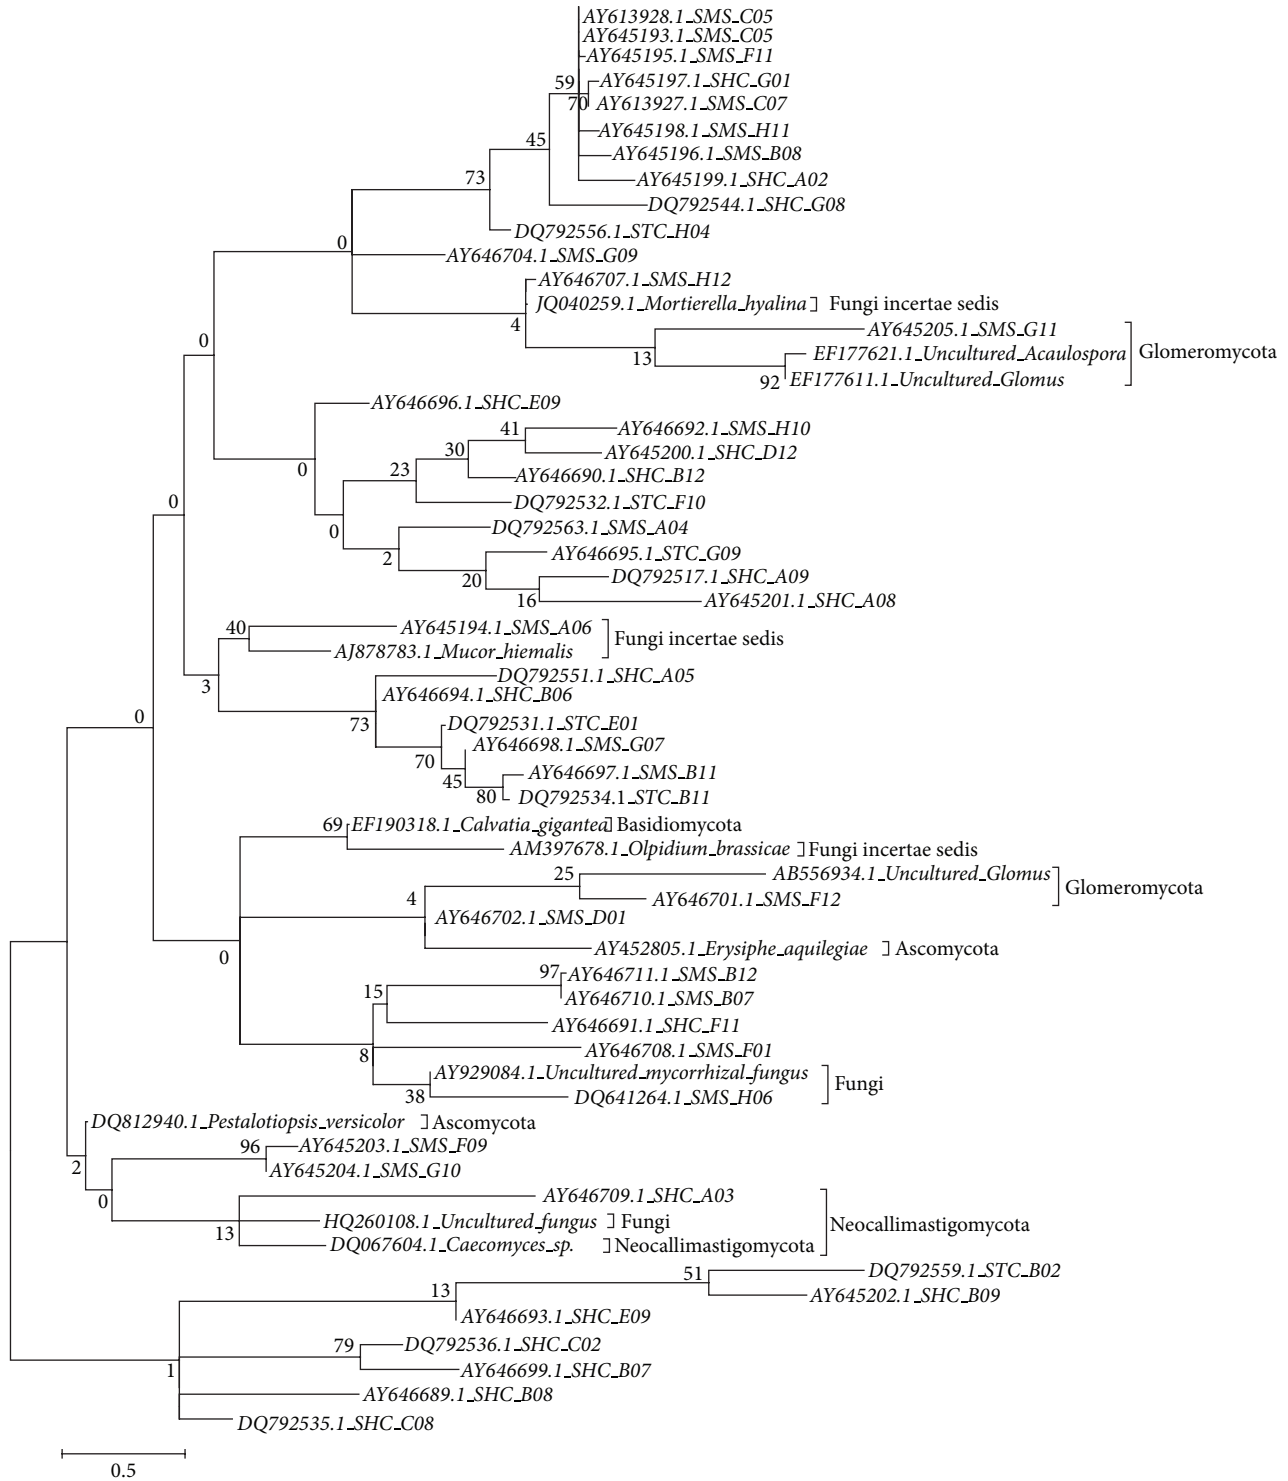 AY613928.1_SMS_C05
AY645193.1_SMS_C05
AY645195.1_SMS_F11
59 AY645197.1_SHC_G01
70 AY613927.1_SMS_C07
AY645198.1_SMS_H11
45
AY645196.1_SMS_B08
73 AY645199.1_SHC_A02
DQ792544.1_SHC_G08
DQ792556.1_STC_H04
0
AY646704.1_SMS_G09
AY646707.1_SMS_H12
JQ040259.1_Mortierella_hyalina Fungi incertae sedis
4
AY645205.1_SMS_G11
0
13 EF177621.1_Uncultured_Acaulospora Glomeromycota
92 EF177611.1_Uncultured_Glomus
AY646696.1_SHC_E09
41 AY646692.1_SMS_H10
30 AY645200.1_SHC_D12
0 23 AY646690.1_SHC_B12
0 DQ792532.1_STC_F10
0 DQ792563.1_SMS_A04
2 AY646695.1_STC_G09
20 DQ792517.1_SHC_A09
16 AY645201.1_SHC_A08
40 AY645194.1_SMS_A06
Fungi incertae sedis
AJ878783.1_Mucor_hiemalis
3 DQ792551.1_SHC_A05
AY646694.1_SHC_B06
0 73 DQ792531.1_STC_E01
AY646698.1_SMS_G07
70
45 AY646697.1_SMS_B11
80 DQ792534.1_STC_B11
69 EF190318.1_Calvatia_gigantea Basidiomycota
AM397678.1_Olpidium_brassicae Fungi incertae sedis
25 AB556934.1_Uncultured_Glomus
Glomeromycota
4 AY646701.1_SMS_F12
AY646702.1_SMS_D01
0 AY452805.1_Erysiphe_aquilegiae Ascomycota
97 AY646711.1_SMS_B12
15 AY646710.1_SMS_B07
AY646691.1_SHC_F11
8 AY646708.1_SMS_F01
AY929084.1_Uncultured_mycorrhizal_fungus
Fungi
38 DQ641264.1_SMS_H06
DQ812940.1_Pestalotiopsis_versicolor Ascomycota
96 AY645203.1_SMS_F09
2 AY645204.1_SMS_G10
0 AY646709.1_SHC_A03
HQ260108.1_Uncultured_fungus Fungi Neocallimastigomycota
13 DQ067604.1_Caecomyces_sp. Neocallimastigomycota
51 DQ792559.1_STC_B02
13 AY645202.1_SHC_B09
AY646693.1_SHC_E09
79 DQ792536.1_SHC_C02
1 AY646699.1_SHC_B07
AY646689.1_SHC_B08
DQ792535.1_SHC_C08
0.5